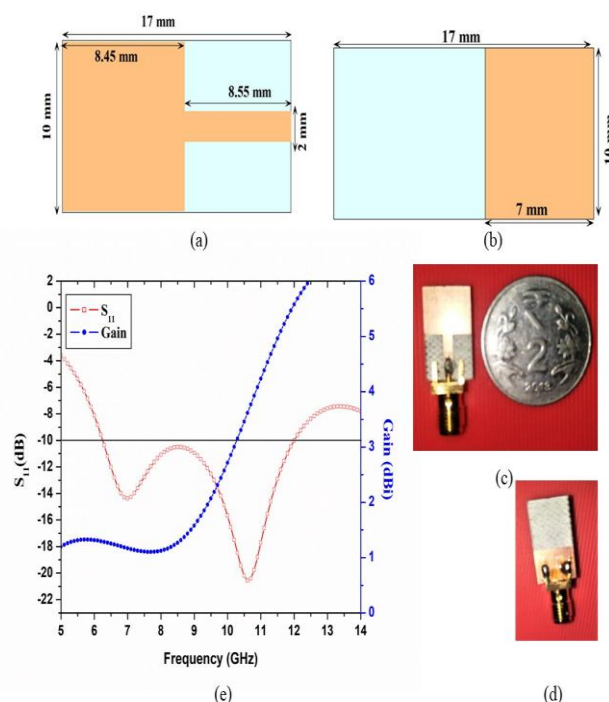 17 mm
8.45 mm
8.55 mm
10 mm
2 mm
(a)
17 mm
10 mm
7 mm
(b)
2
-2
-4
-6
-8
-10
-12
-14
-16
-18
-20
-22
S11(dB)
S11
Gain
6
5
4
3
2
1
0
Gain (dBi)
5 6 7 8 9 10 11 12 13 14
Frequency (GHz)
(e)
2
2013
(c)
(d)